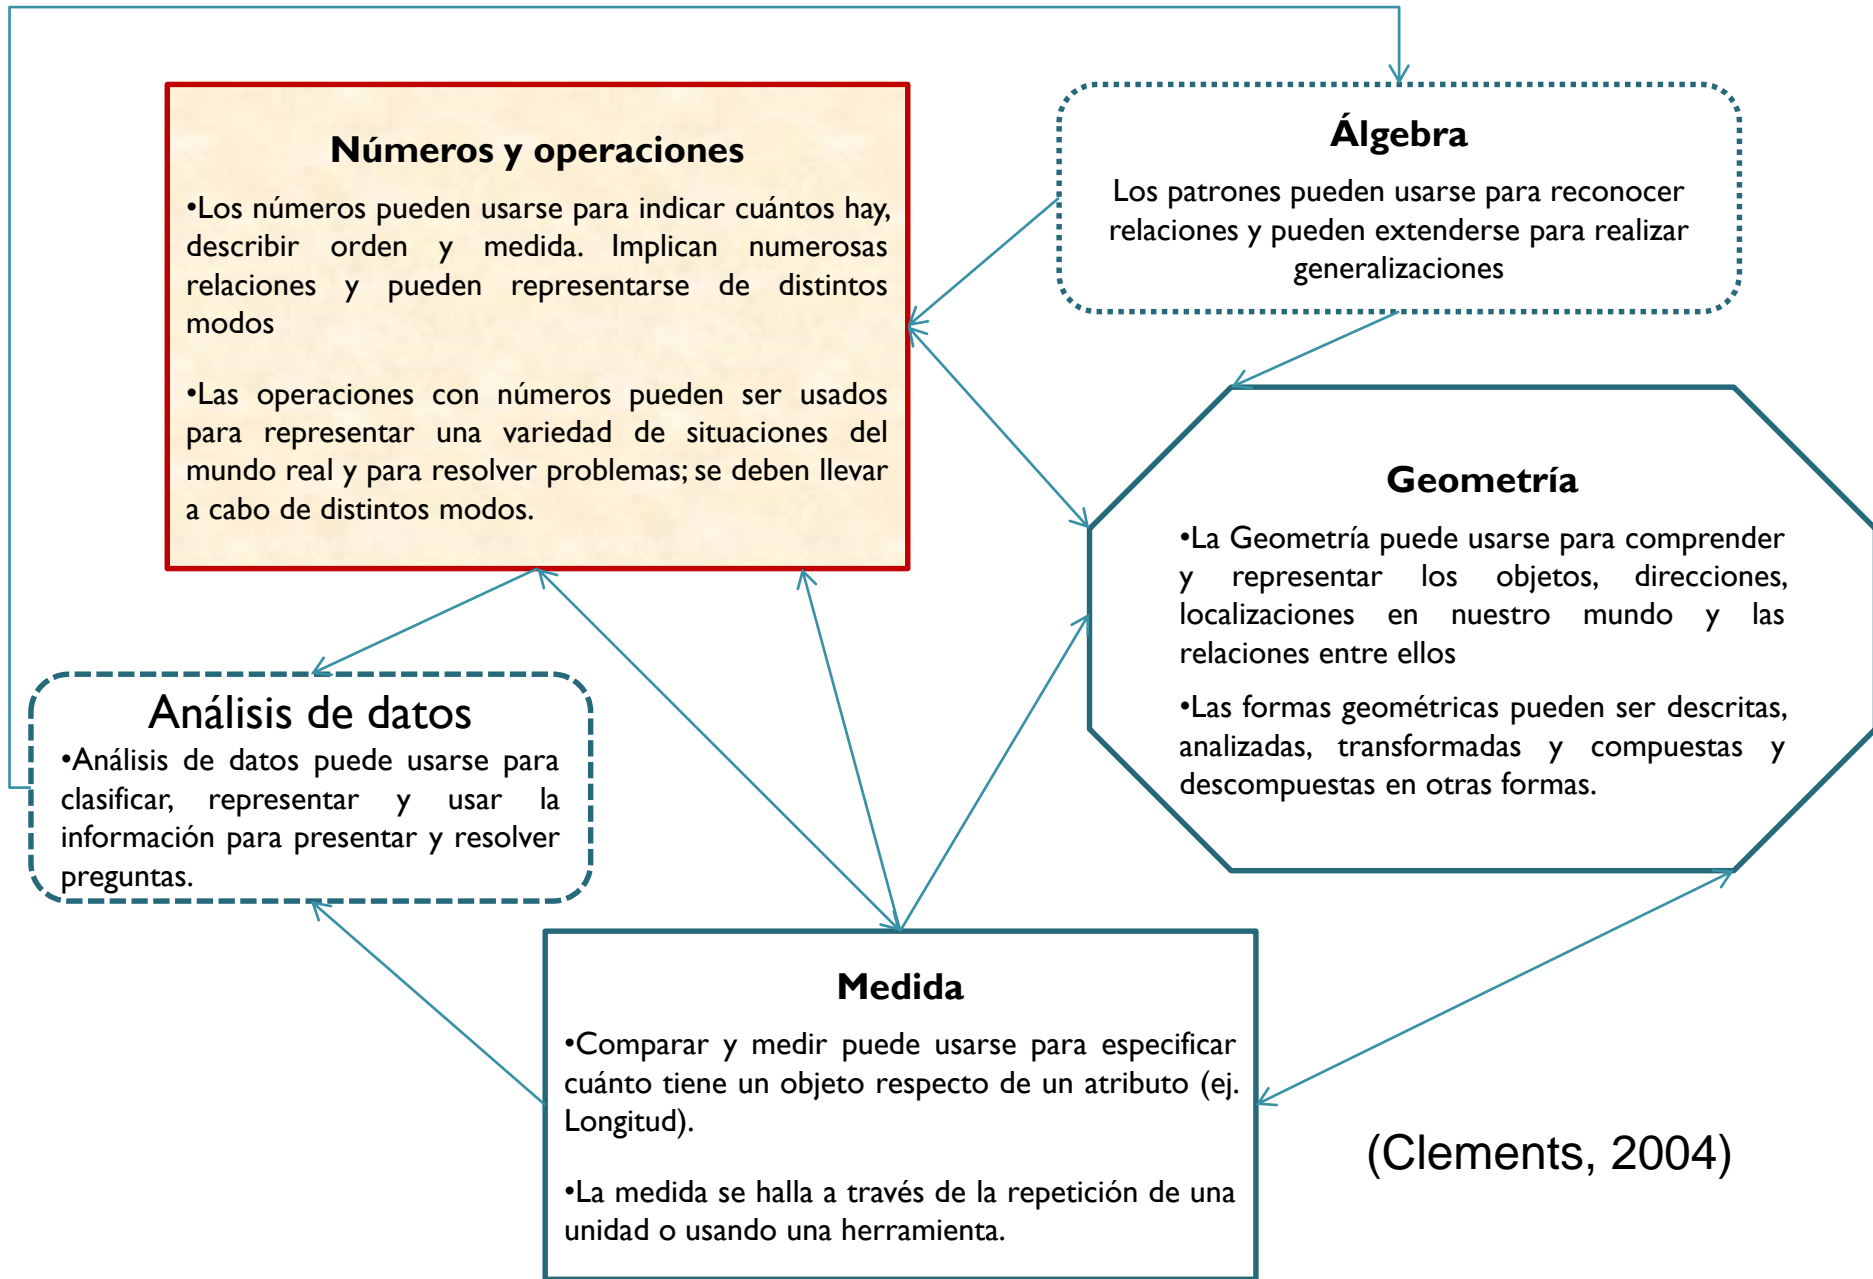 Números y operaciones
•Los números pueden usarse para indicar cuántos hay,
describir orden y medida. Implican numerosas
relaciones y pueden representarse de distintos
modos
•Las operaciones con números pueden ser usados
para representar una variedad de situaciones del
mundo real y para resolver problemas; se deben llevar
a cabo de distintos modos.
Álgebra
Los patrones pueden usarse para reconocer
relaciones y pueden extenderse para realizar
generalizaciones
Geometría
•La Geometría puede usarse para comprender
y representar los objetos, direcciones,
localizaciones en nuestro mundo y las
relaciones entre ellos
•Las formas geométricas pueden ser descritas,
analizadas, transformadas y compuestas y
descompuestas en otras formas.
Análisis de datos
•Análisis de datos puede usarse para
clasificar, representar y usar la
información para presentar y resolver
preguntas.
Medida
•Comparar y medir puede usarse para especificar
cuánto tiene un objeto respecto de un atributo (ej.
Longitud).
•La medida se halla a través de la repetición de una
unidad o usando una herramienta.
(Clements, 2004)